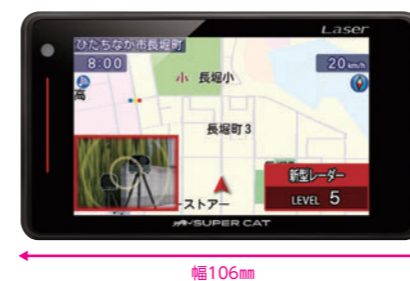 Laser
ひたちなか市長堀町
8:00
20km/h
小 長堀小
高
長堀町3
ストアー
新型レーダー
LEVEL 5
SUPER CAT
幅106mm